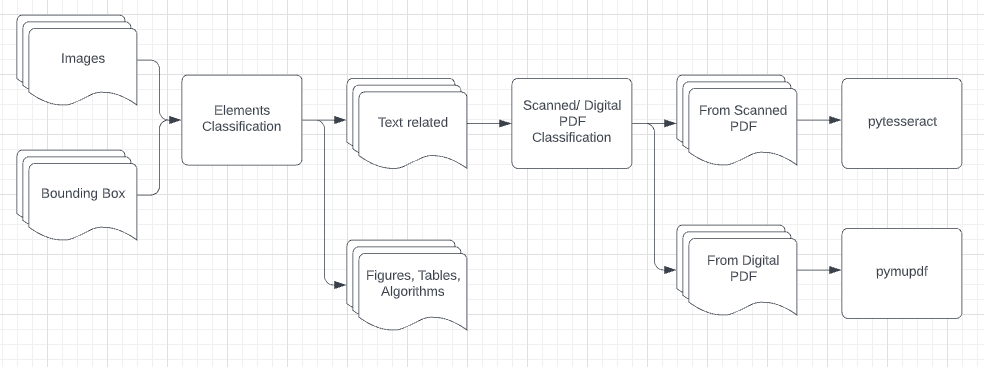 Images
Bounding Box
Elements
Classification
Text related
Figures, Tables,
Algorithms
Scanned/ Digital
PDF
Classification
From Scanned
PDF
pytesseract
From Digital
PDF
pymupdf